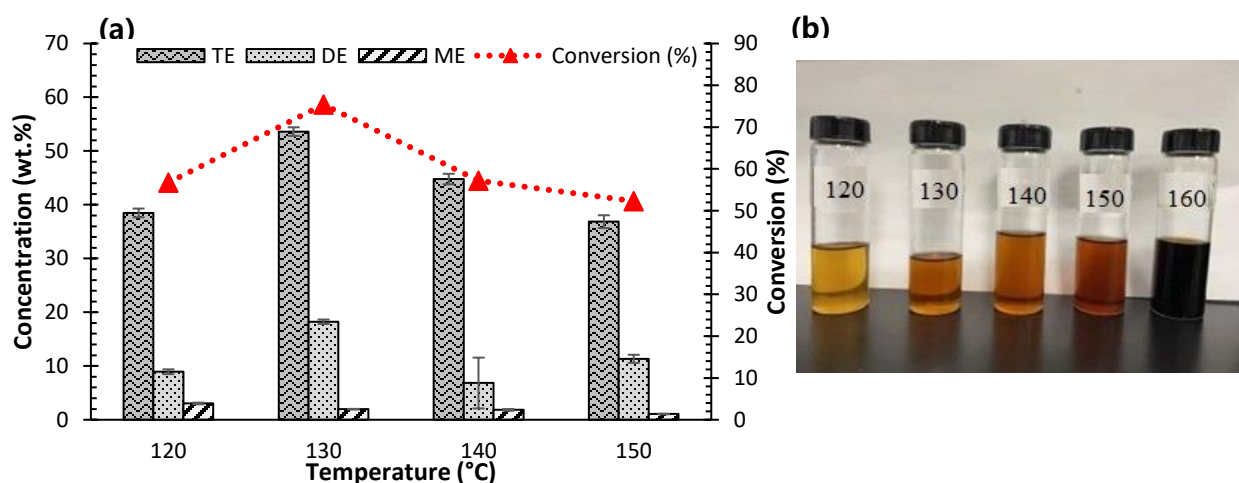 (a)
(b)
TE DE ME Conversion (%)
Concentration (wt.%)
70
60
50
40
30
20
10
0
90
80
70
60
50
40
30
20
10
0
Conversion (%)
120 130 140 150
Temperature (°C)
120 130 140 150 160